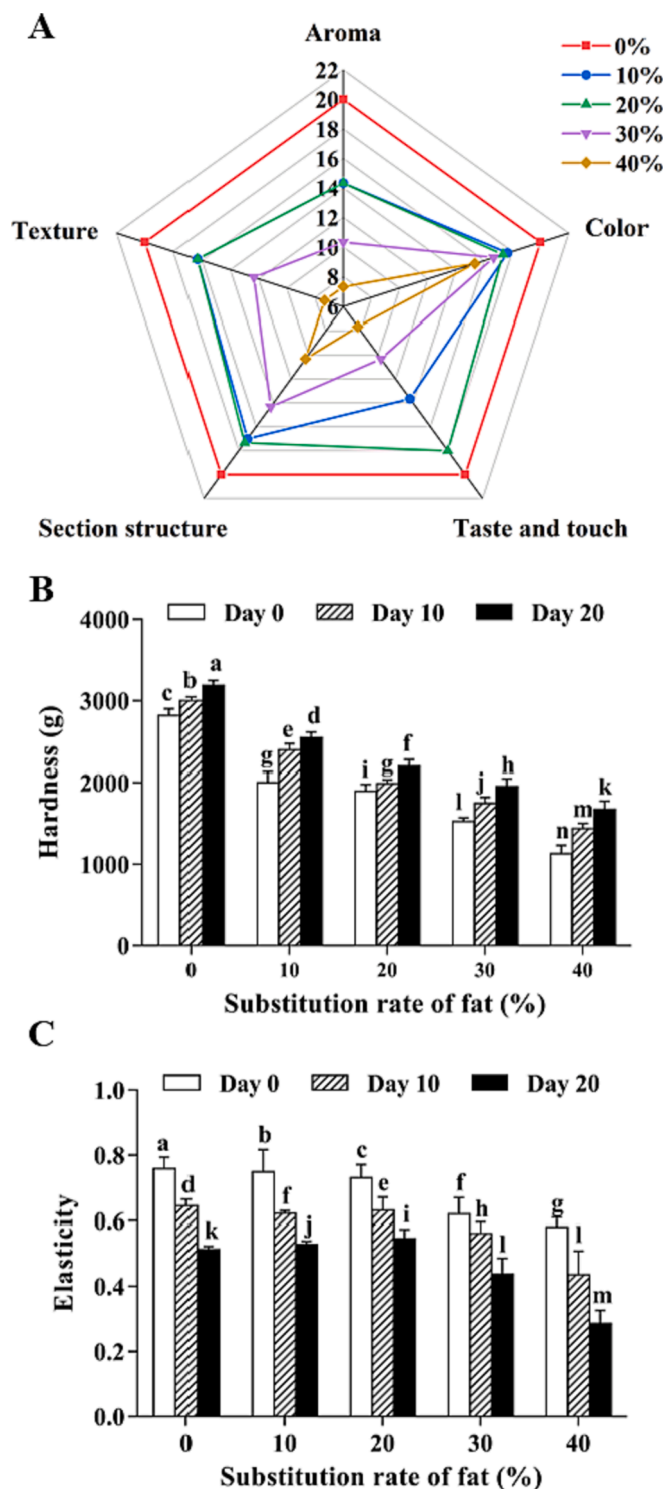 A
Aroma
0%
10%
20%
30%
40%
22
20
18
16
14
12
10
8
6
Texture
Color
Section structure
Taste and touch
B
Day 0 Day 10 Day 20
Hardness (g)
4000
3000
2000
1000
0
c b a
g e d
i g f
l j h
n m k
0 10 20 30 40
Substitution rate of fat (%)
C
Day 0 Day 10 Day 20
Elasticity
1.0
0.8
0.6
0.4
0.2
0.0
a d k
b f j
c e i
f h l
g l m
0 10 20 30 40
Substitution rate of fat (%)